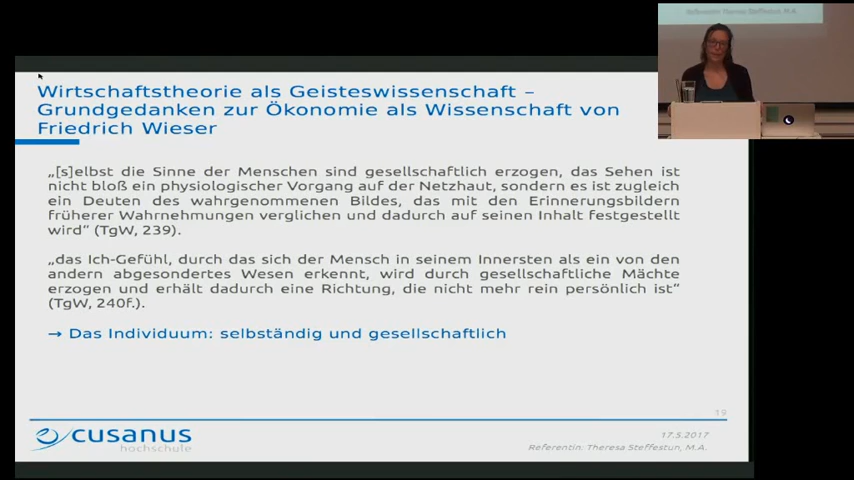 Referentin: Theresa Steffestun, M.A.
Wirtschaftstheorie als Geisteswissenschaft –
Grundgedanken zur Ökonomie als Wissenschaft von
Friedrich Wieser
„[s]elbst die Sinne der Menschen sind gesellschaftlich erzogen, das Sehen ist
nicht bloß ein physiologischer Vorgang auf der Netzhaut, sondern es ist zugleich
ein Deuten des wahrgenommenen Bildes, das mit den Erinnerungsbildern
früherer Wahrnehmungen verglichen und dadurch auf seinen Inhalt festgestellt
wird“ (TgW, 239).
„das Ich-Gefühl, durch das sich der Mensch in seinem Innersten als ein von den
andern abgesondertes Wesen erkennt, wird durch gesellschaftliche Mächte
erzogen und erhält dadurch eine Richtung, die nicht mehr rein persönlich ist“
(TgW, 240f.).
→ Das Individuum: selbständig und gesellschaftlich
19
cusanus
hochschule
17.5.2017
Referentin: Theresa Steffestun, M.A.